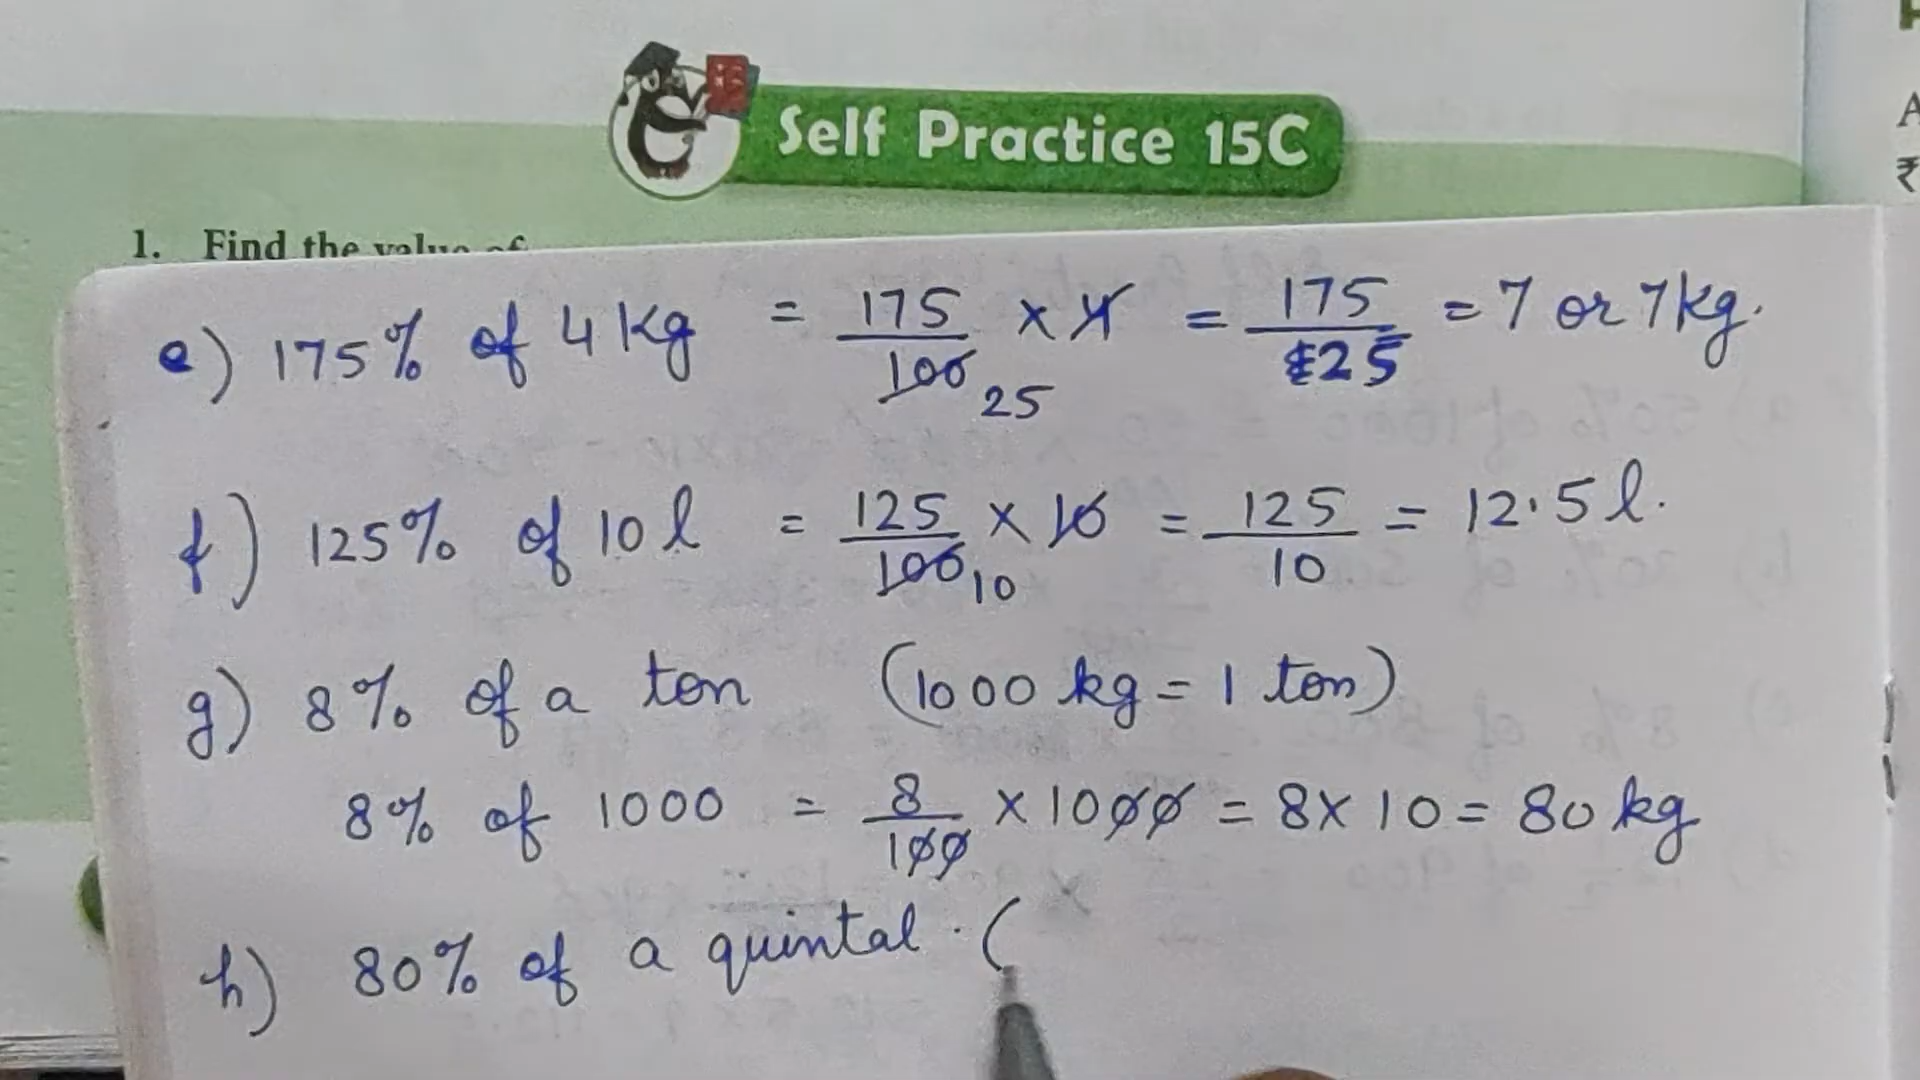 Self Practice 15C
1. Find the value of
e) 175% of 4 kg = 175/100 25 × 4 = 175/25 = 7 or 7kg.
f) 125% of 10 l = 125/100 10 × 10 = 125/10 = 12.5 l.
g) 8% of a ton (1000 kg = 1 ton)
8% of 1000 = 8/100 × 1000 = 8 × 10 = 80 kg
h) 80% of a quintal. (
A
₹